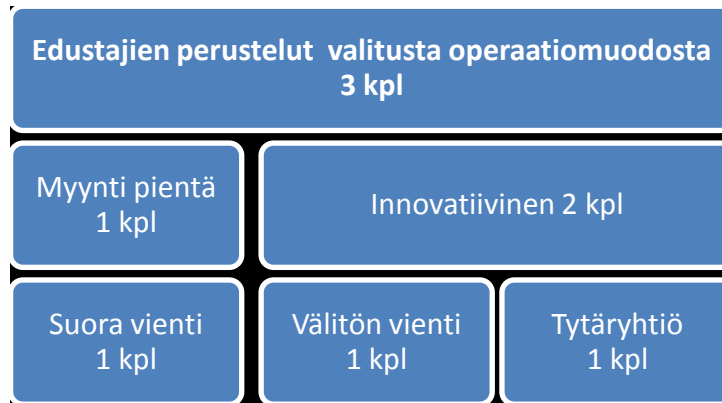 Edustajien perustelut valitusta operaatiomuodosta
3 kpl
Myynti pientä
1 kpl
Innovatiivinen 2 kpl
Suora vienti
1 kpl
Välitön vienti
1 kpl
Tytäryhtiö
1 kpl